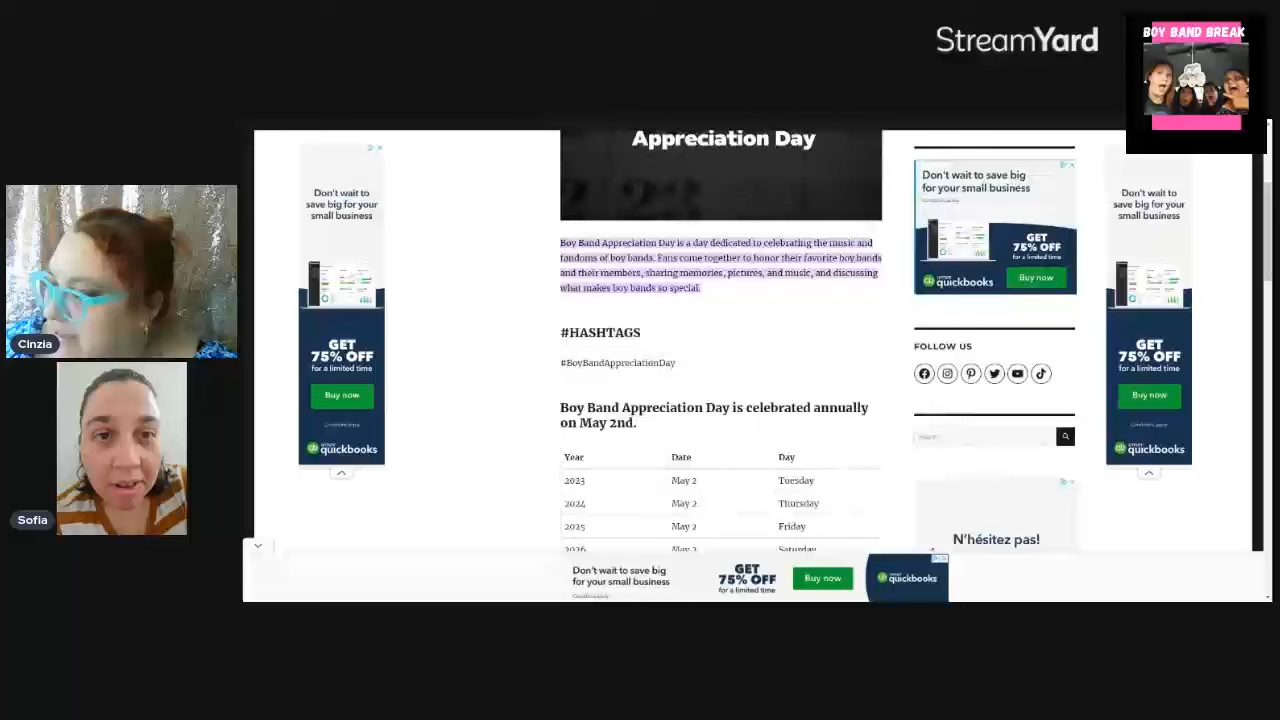 StreamYard
BOY BAND BREAK
Cinzia
Sofia
Don't wait to
save big for your
small business
GET
75% OFF
for a limited time
Buy now
quickbooks
Appreciation Day
Boy Band Appreciation Day is a day dedicated to celebrating the music and
fandoms of boy bands. Fans come together to honor their favorite boy bands
and their members, sharing memories, pictures, and music, and discussing
what makes boy bands so special.
#HASHTAGS
#BoyBandAppreciationDay
Boy Band Appreciation Day is celebrated annually
on May 2nd.
Year Date Day
2023 May 2 Tuesday
2024 May 2 Thursday
2025 May 2 Friday
2026 May 2 Saturday
Don't wait to save big
for your small business
GET
75% OFF
for a limited time
Buy now
quickbooks
FOLLOW US
N'hésitez pas!
Don't wait to
save big for your
small business
GET
75% OFF
for a limited time
Buy now
quickbooks
Don't wait to save big
for your small business
GET
75% OFF
for a limited time
Buy now
quickbooks